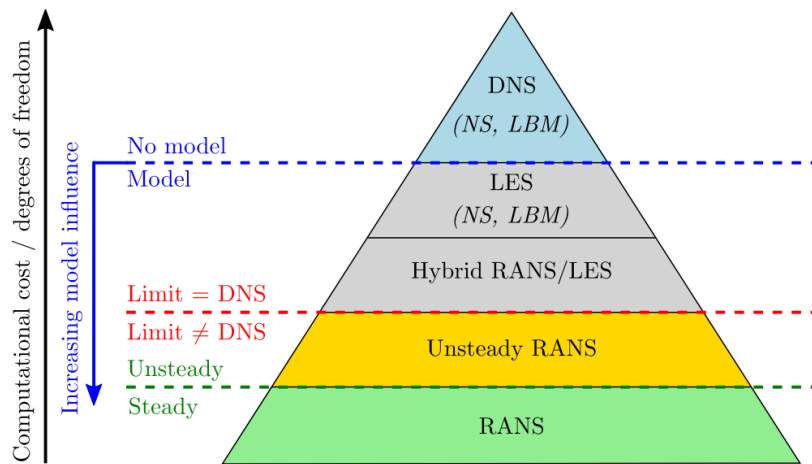 Computational cost / degrees of freedom
Increasing model influence
No model
Model
Limit = DNS
Limit ≠ DNS
Unsteady
Steady
DNS
(NS, LBM)
LES
(NS, LBM)
Hybrid RANS/LES
Unsteady RANS
RANS